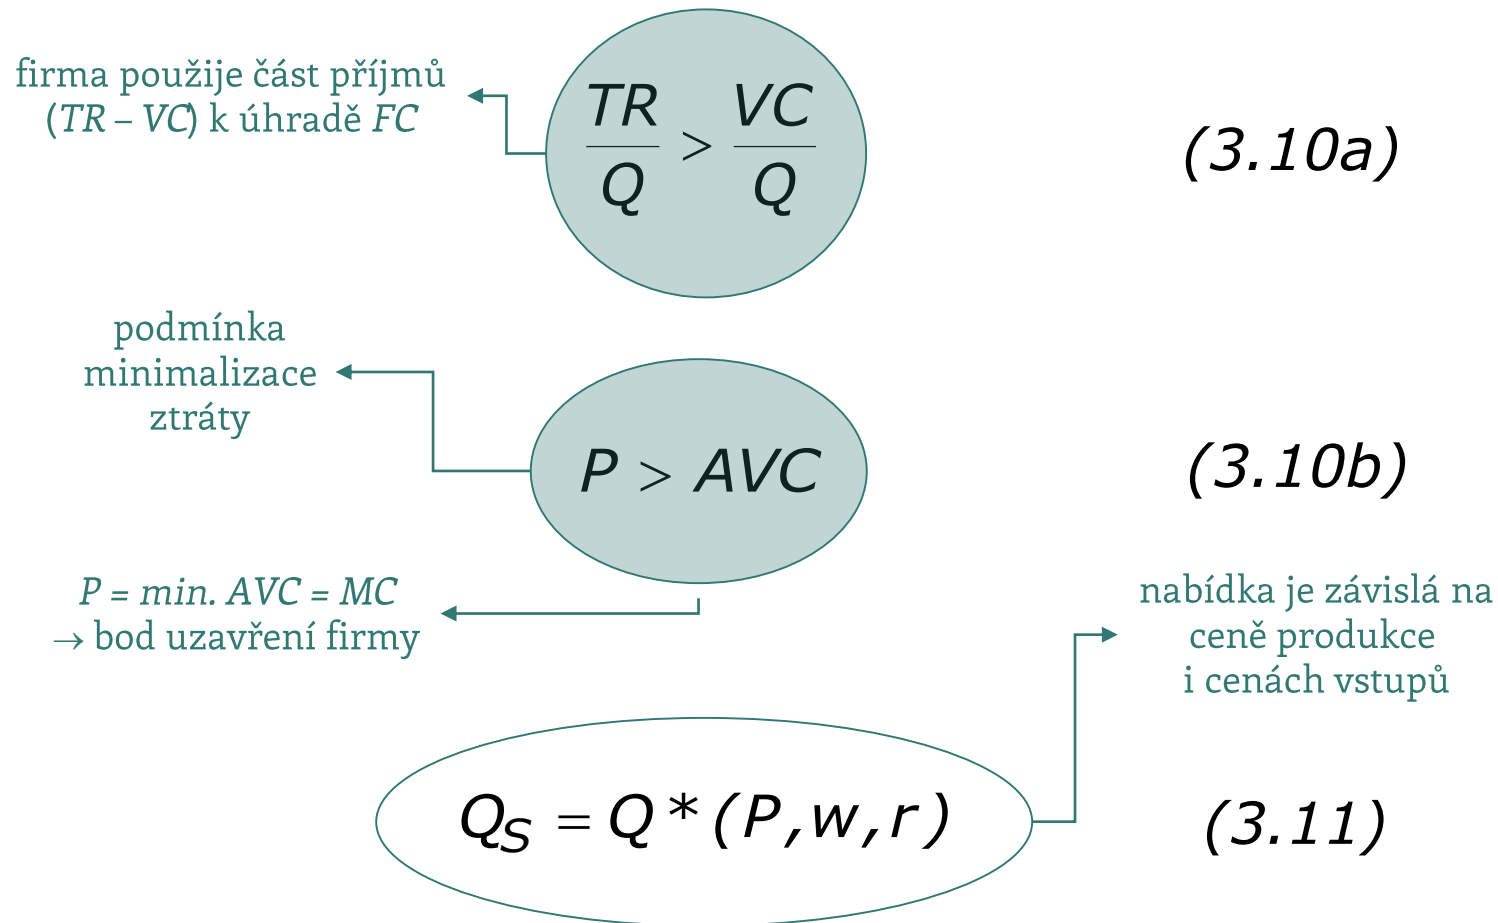 firma použije část příjmů
(TR – VC) k úhradě FC
TR/Q > VC/Q
(3.10a)
podmínka
minimalizace
ztráty
P > AVC
(3.10b)
P = min. AVC = MC
→ bod uzavření firmy
nabídka je závislá na
ceně produkce
i cenách vstupů
Q_S = Q*(P,w,r)
(3.11)